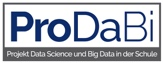 ProDaBi
Projekt Data Science und Big Data in der Schule